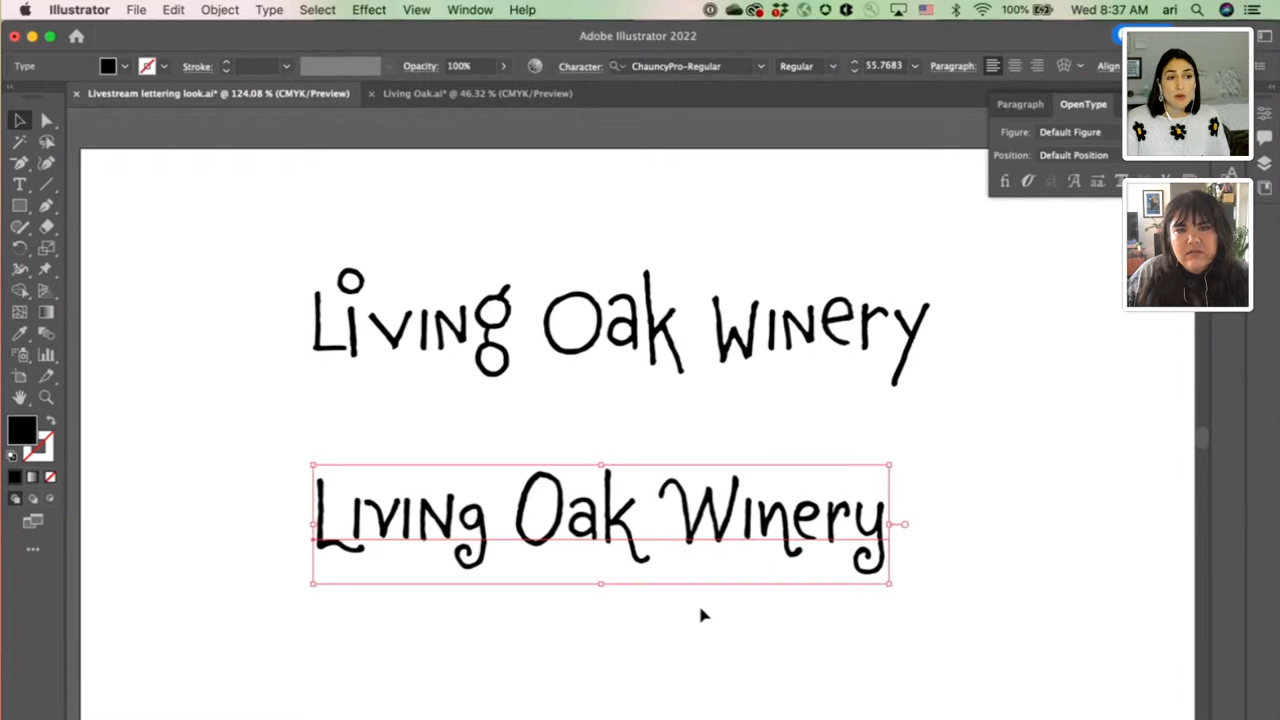 Illustrator File Edit Object Type Select Effect View Window Help 100% Wed 8:37 AM ari
Adobe Illustrator 2022
Type Stroke: Opacity: 100% Character: ChauncyPro-Regular Regular 55.7683 Paragraph: Align
× Livestream lettering look.ai* @ 124.08 % (CMYK/Preview) × Living Oak.ai* @ 46.32 % (CMYK/Preview)
Paragraph OpenType
Figure: Default Figure
Position: Default Position
Living Oak Winery
Living Oak Winery